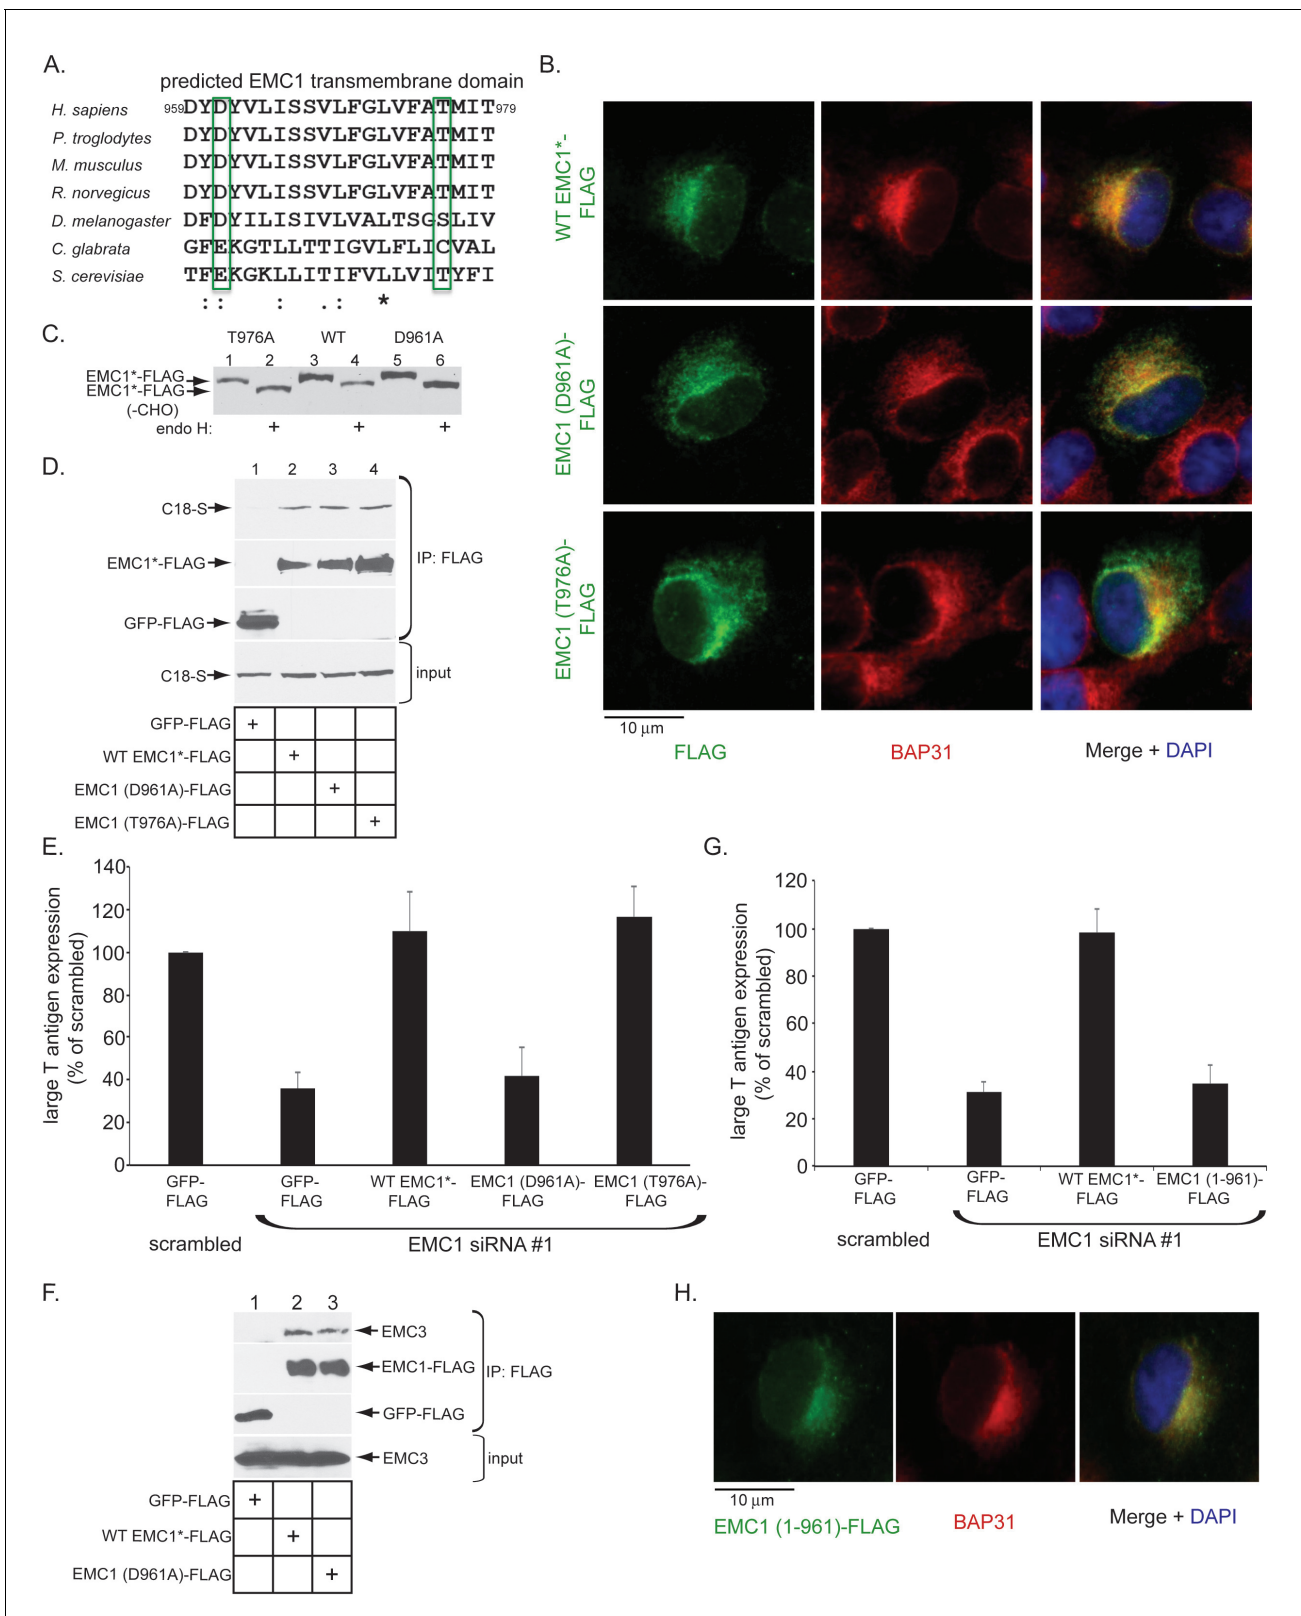 A.
predicted EMC1 transmembrane domain
H. sapiens 959DYDYVLISSVLFGLVFATMIT979
P. troglodytes DYDYVLISSVLFGLVFATMIT
M. musculus DYDYVLISSVLFGLVFATMIT
R. norvegicus DYDYVLISSVLFGLVFATMIT
D. melanogaster DFDYILISIVLVALTSGSLIV
C. glabrata GFEKGTLLTTIGVLFLICVAL
S. cerevisiae TFEKGKLLITIFVLLVITYFI
: : : . : *
B.
WT EMC1*-
FLAG
EMC1 (D961A)-
FLAG
EMC1 (T976A)-
FLAG
10 μm
FLAG
BAP31
Merge + DAPI
C.
T976A WT D961A
1 2 3 4 5 6
EMC1*-FLAG
EMC1*-FLAG
(-CHO)
endo H: + + +
D.
1 2 3 4
C18-S
EMC1*-FLAG
GFP-FLAG
IP: FLAG
C18-S
input
GFP-FLAG +
WT EMC1*-FLAG +
EMC1 (D961A)-FLAG +
EMC1 (T976A)-FLAG +
E.
large T antigen expression
(% of scrambled)
140
120
100
80
60
40
20
0
GFP-
FLAG
GFP-
FLAG
WT EMC1*-
FLAG
EMC1 (D961A)-
FLAG
EMC1 (T976A)-
FLAG
scrambled
EMC1 siRNA #1
G.
large T antigen expression
(% of scrambled)
120
100
80
60
40
20
0
GFP-
FLAG
GFP-
FLAG
WT EMC1*-
FLAG
EMC1 (1-961)-
FLAG
scrambled
EMC1 siRNA #1
F.
1 2 3
EMC3
EMC1-FLAG
GFP-FLAG
IP: FLAG
EMC3
input
GFP-FLAG +
WT EMC1*-FLAG +
EMC1 (D961A)-FLAG +
H.
10 μm
EMC1 (1-961)-FLAG
BAP31
Merge + DAPI